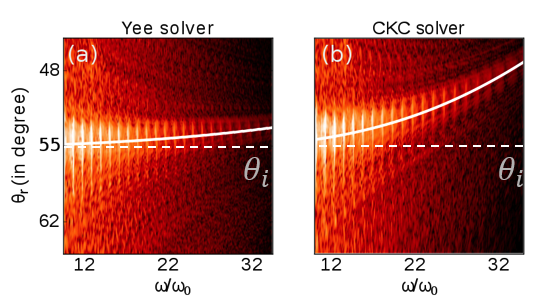 Yee solver
CKC solver
(a)
(b)
θr (in degree)
48
55
62
θi
θi
12
22
32
12
22
32
ω/ω0
ω/ω0